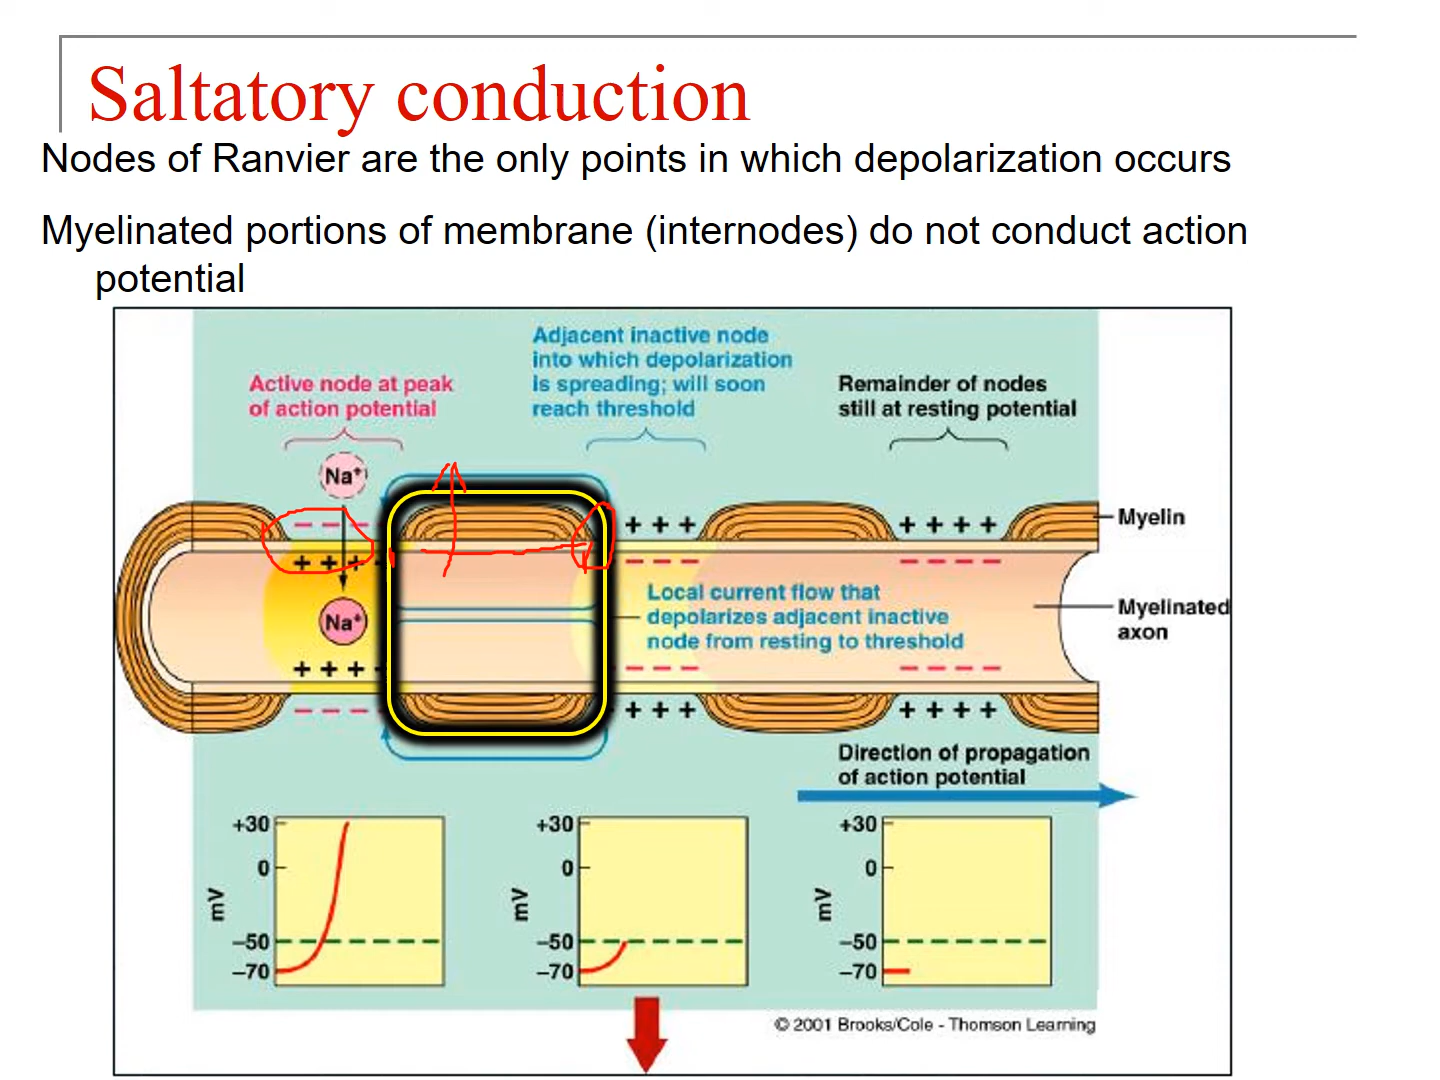 Saltatory conduction
Nodes of Ranvier are the only points in which depolarization occurs
Myelinated portions of membrane (internodes) do not conduct action
potential
Adjacent inactive node
into which depolarization
is spreading; will soon
reach threshold
Active node at peak
of action potential
Remainder of nodes
still at resting potential
Na⁺
– – –
+ + +
+ + + +
Myelin
+ + + +
– – –
– – – –
Local current flow that
depolarizes adjacent inactive
node from resting to threshold
Myelinated
axon
Na⁺
+ + + +
– – –
– – – –
– – – –
+ + +
+ + + +
Direction of propagation
of action potential
+30
0
mV
–50
–70
+30
0
mV
–50
–70
+30
0
mV
–50
–70
© 2001 Brooks/Cole - Thomson Learning